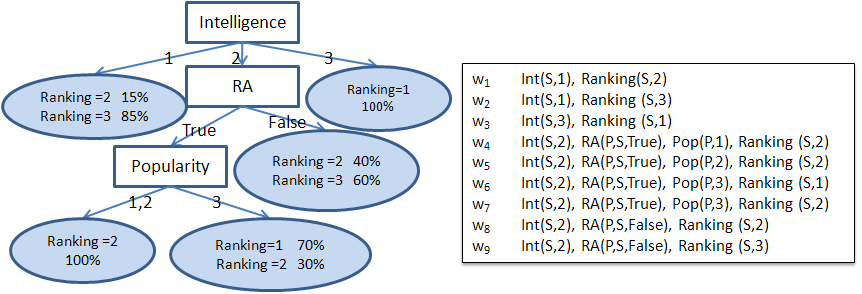 Intelligence
1
2
3
RA
Ranking =2 15%
Ranking =3 85%
Ranking=1
100%
True
False
Popularity
Ranking =2 40%
Ranking =3 60%
1,2
3
Ranking =2
100%
Ranking=1 70%
Ranking =2 30%
w1 Int(S,1), Ranking(S,2)
w2 Int(S,1), Ranking (S,3)
w3 Int(S,3), Ranking (S,1)
w4 Int(S,2), RA(P,S,True), Pop(P,1), Ranking (S,2)
w5 Int(S,2), RA(P,S,True), Pop(P,2), Ranking (S,2)
w6 Int(S,2), RA(P,S,True), Pop(P,3), Ranking (S,1)
w7 Int(S,2), RA(P,S,True), Pop(P,3), Ranking (S,2)
w8 Int(S,2), RA(P,S,False), Ranking (S,2)
w9 Int(S,2), RA(P,S,False), Ranking (S,3)